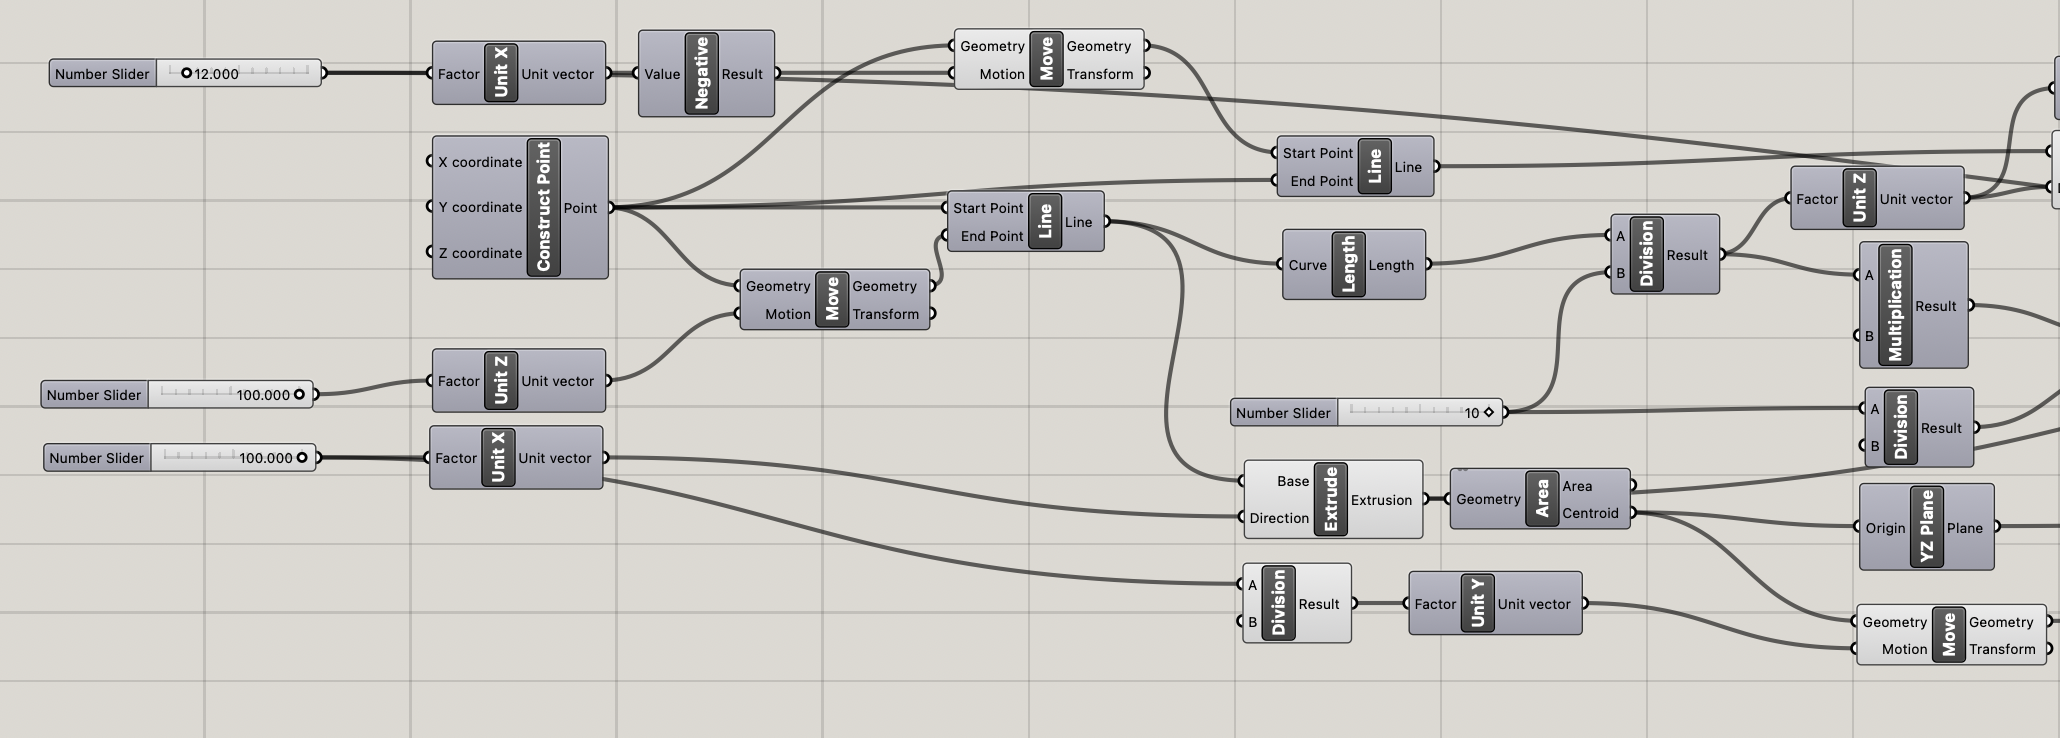 Number Slider 12.000
Factor Unit X Unit vector
Value Negative Result
Geometry Move Geometry
Motion Transform
X coordinate
Y coordinate Construct Point Point
Z coordinate
Start Point Line Line
End Point
Start Point Line Line
End Point
Geometry Move Geometry
Motion Transform
Curve Length Length
A Division Result
B
Factor Unit Z Unit vector
A Multiplication Result
B
Number Slider 100.000
Factor Unit Z Unit vector
Number Slider 10
A Division Result
B
Number Slider 100.000
Factor Unit X Unit vector
Base Extrude Extrusion
Direction
Geometry Area Area
Centroid
Origin YZ Plane Plane
A Division Result
B
Factor Unit Y Unit vector
Geometry Move Geometry
Motion Transform